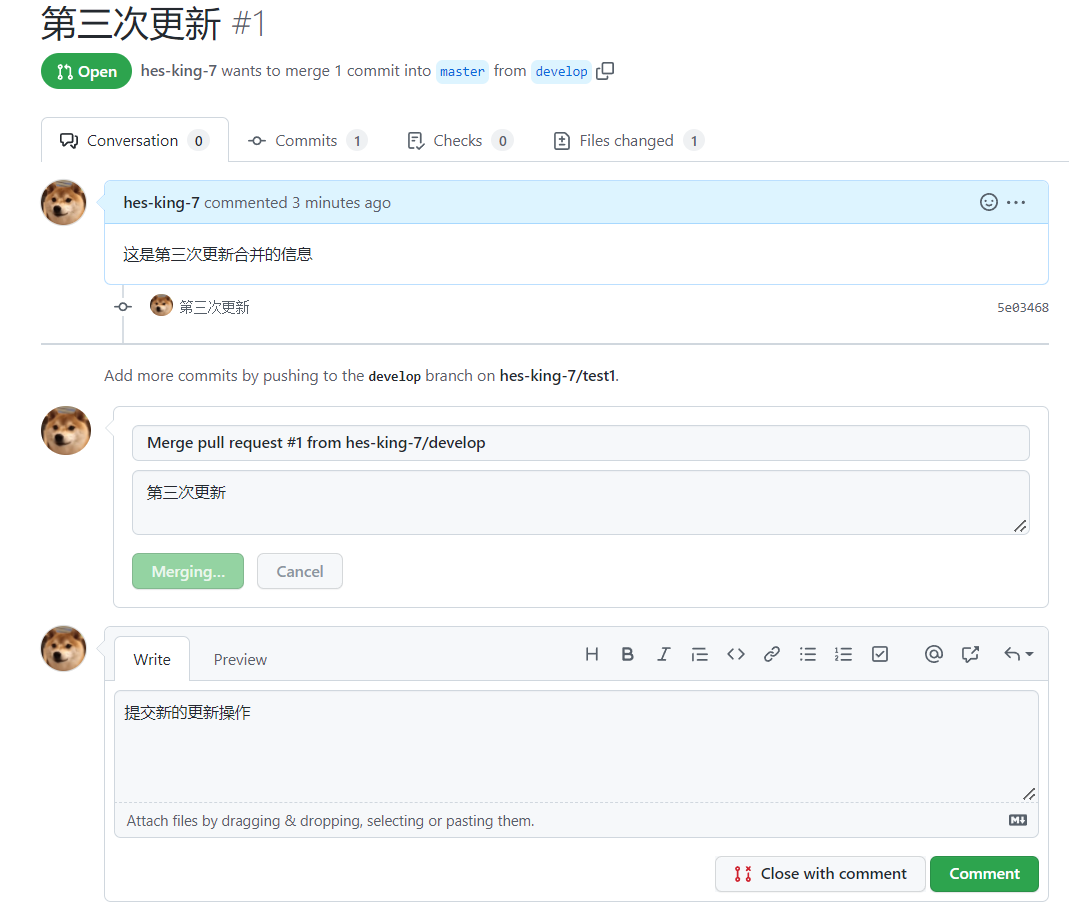 第三次更新 #1
Open hes-king-7 wants to merge 1 commit into master from develop
Conversation 0 Commits 1 Checks 0 Files changed 1
hes-king-7 commented 3 minutes ago
这是第三次更新合并的信息
第三次更新 5e03468
Add more commits by pushing to the develop branch on hes-king-7/test1.
Merge pull request #1 from hes-king-7/develop
第三次更新
Merging... Cancel
Write Preview
提交新的更新操作
Attach files by dragging & dropping, selecting or pasting them.
Close with comment Comment